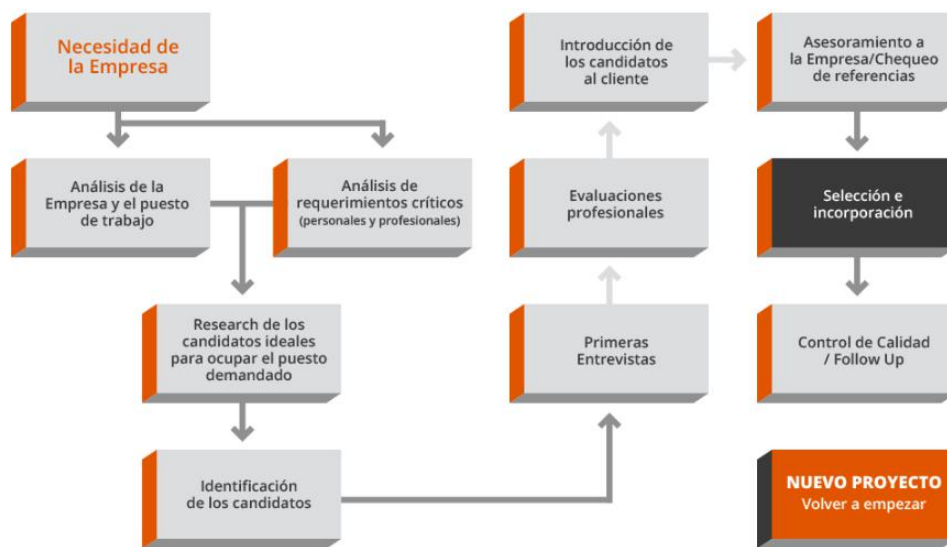 Necesidad de
la Empresa
Análisis de la
Empresa y el puesto
de trabajo
Análisis de
requerimientos críticos
(personales y profesionales)
Research de los
candidatos ideales
para ocupar el puesto
demandado
Identificación
de los candidatos
Primeras
Entrevistas
Evaluaciones
profesionales
Introducción de
los candidatos
al cliente
Asesoramiento a
la Empresa/Chequeo
de referencias
Selección e
incorporación
Control de Calidad
/ Follow Up
NUEVO PROYECTO
Volver a empezar